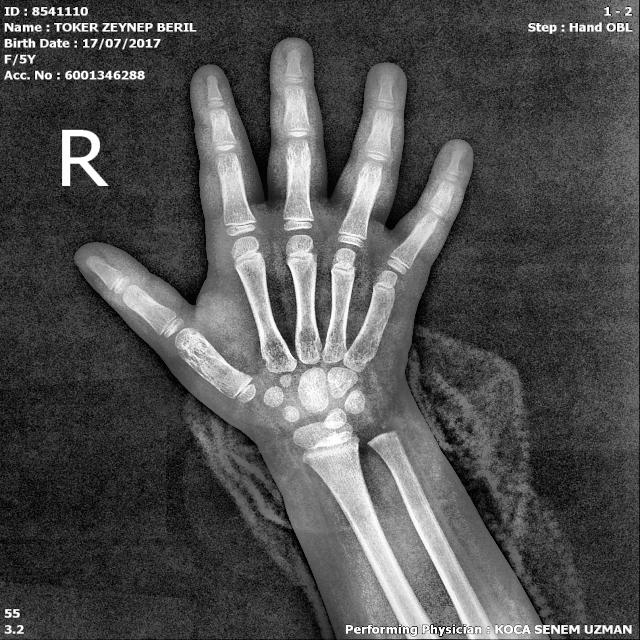 ID : 8541110
Name : TOKER ZEYNEP BERIL
Birth Date : 17/07/2017
F/5Y
Acc. No : 6001346288
1 - 2
Step : Hand OBL
R
55
3.2
Performing Physician : KOCA SENEM UZMAN